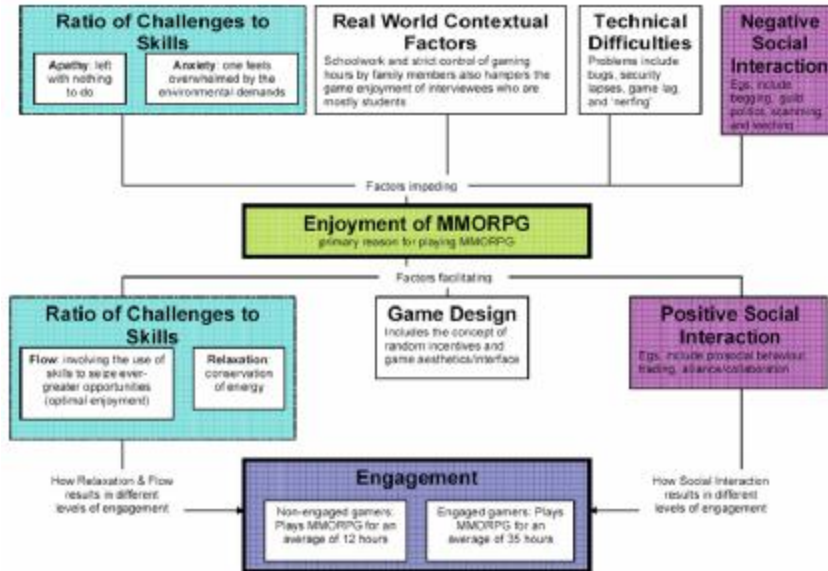 Ratio of Challenges to
Skills
Apathy: left
with nothing
to do
Anxiety: one feels
overwhelmed by the
environmental demands
Real World Contextual
Factors
Schoolwork and strict control of gaming
hours by family members also hampers the
game enjoyment of interviewees who are
mostly students
Technical
Difficulties
Problems include
bugs, security
lapses, game lag,
and 'nerfing'
Negative
Social
Interaction
Egs. include
begging, guild
politics, scamming
and leeching
Factors impeding
Enjoyment of MMORPG
primary reason for playing MMORPG
Factors facilitating
Ratio of Challenges to
Skills
Flow: involving the use of
skills to seize ever-
greater opportunities
(optimal enjoyment)
Relaxation:
conservation
of energy
Game Design
Includes the concept of
random incentives and
game aesthetics/interface
Positive Social
Interaction
Egs. include prosocial behaviour
trading, alliance/collaboration
How Relaxation & Flow
results in different
levels of engagement
Engagement
Non-engaged gamers:
Plays MMORPG for an
average of 12 hours
Engaged gamers: Plays
MMORPG for an
average of 35 hours
How Social Interaction
results in different
levels of engagement